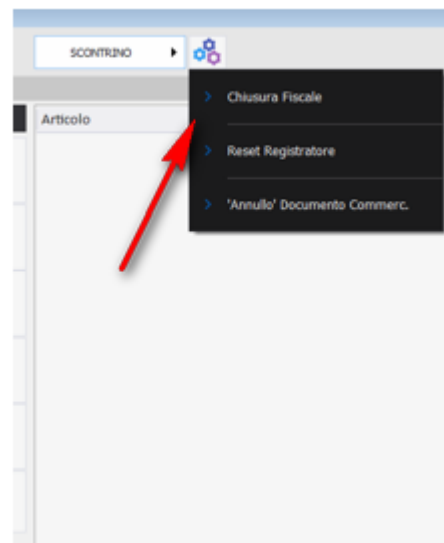 SCONTRINO
Articolo
Chiusura Fiscale
Reset Registratore
'Annullo' Documento Commerc.